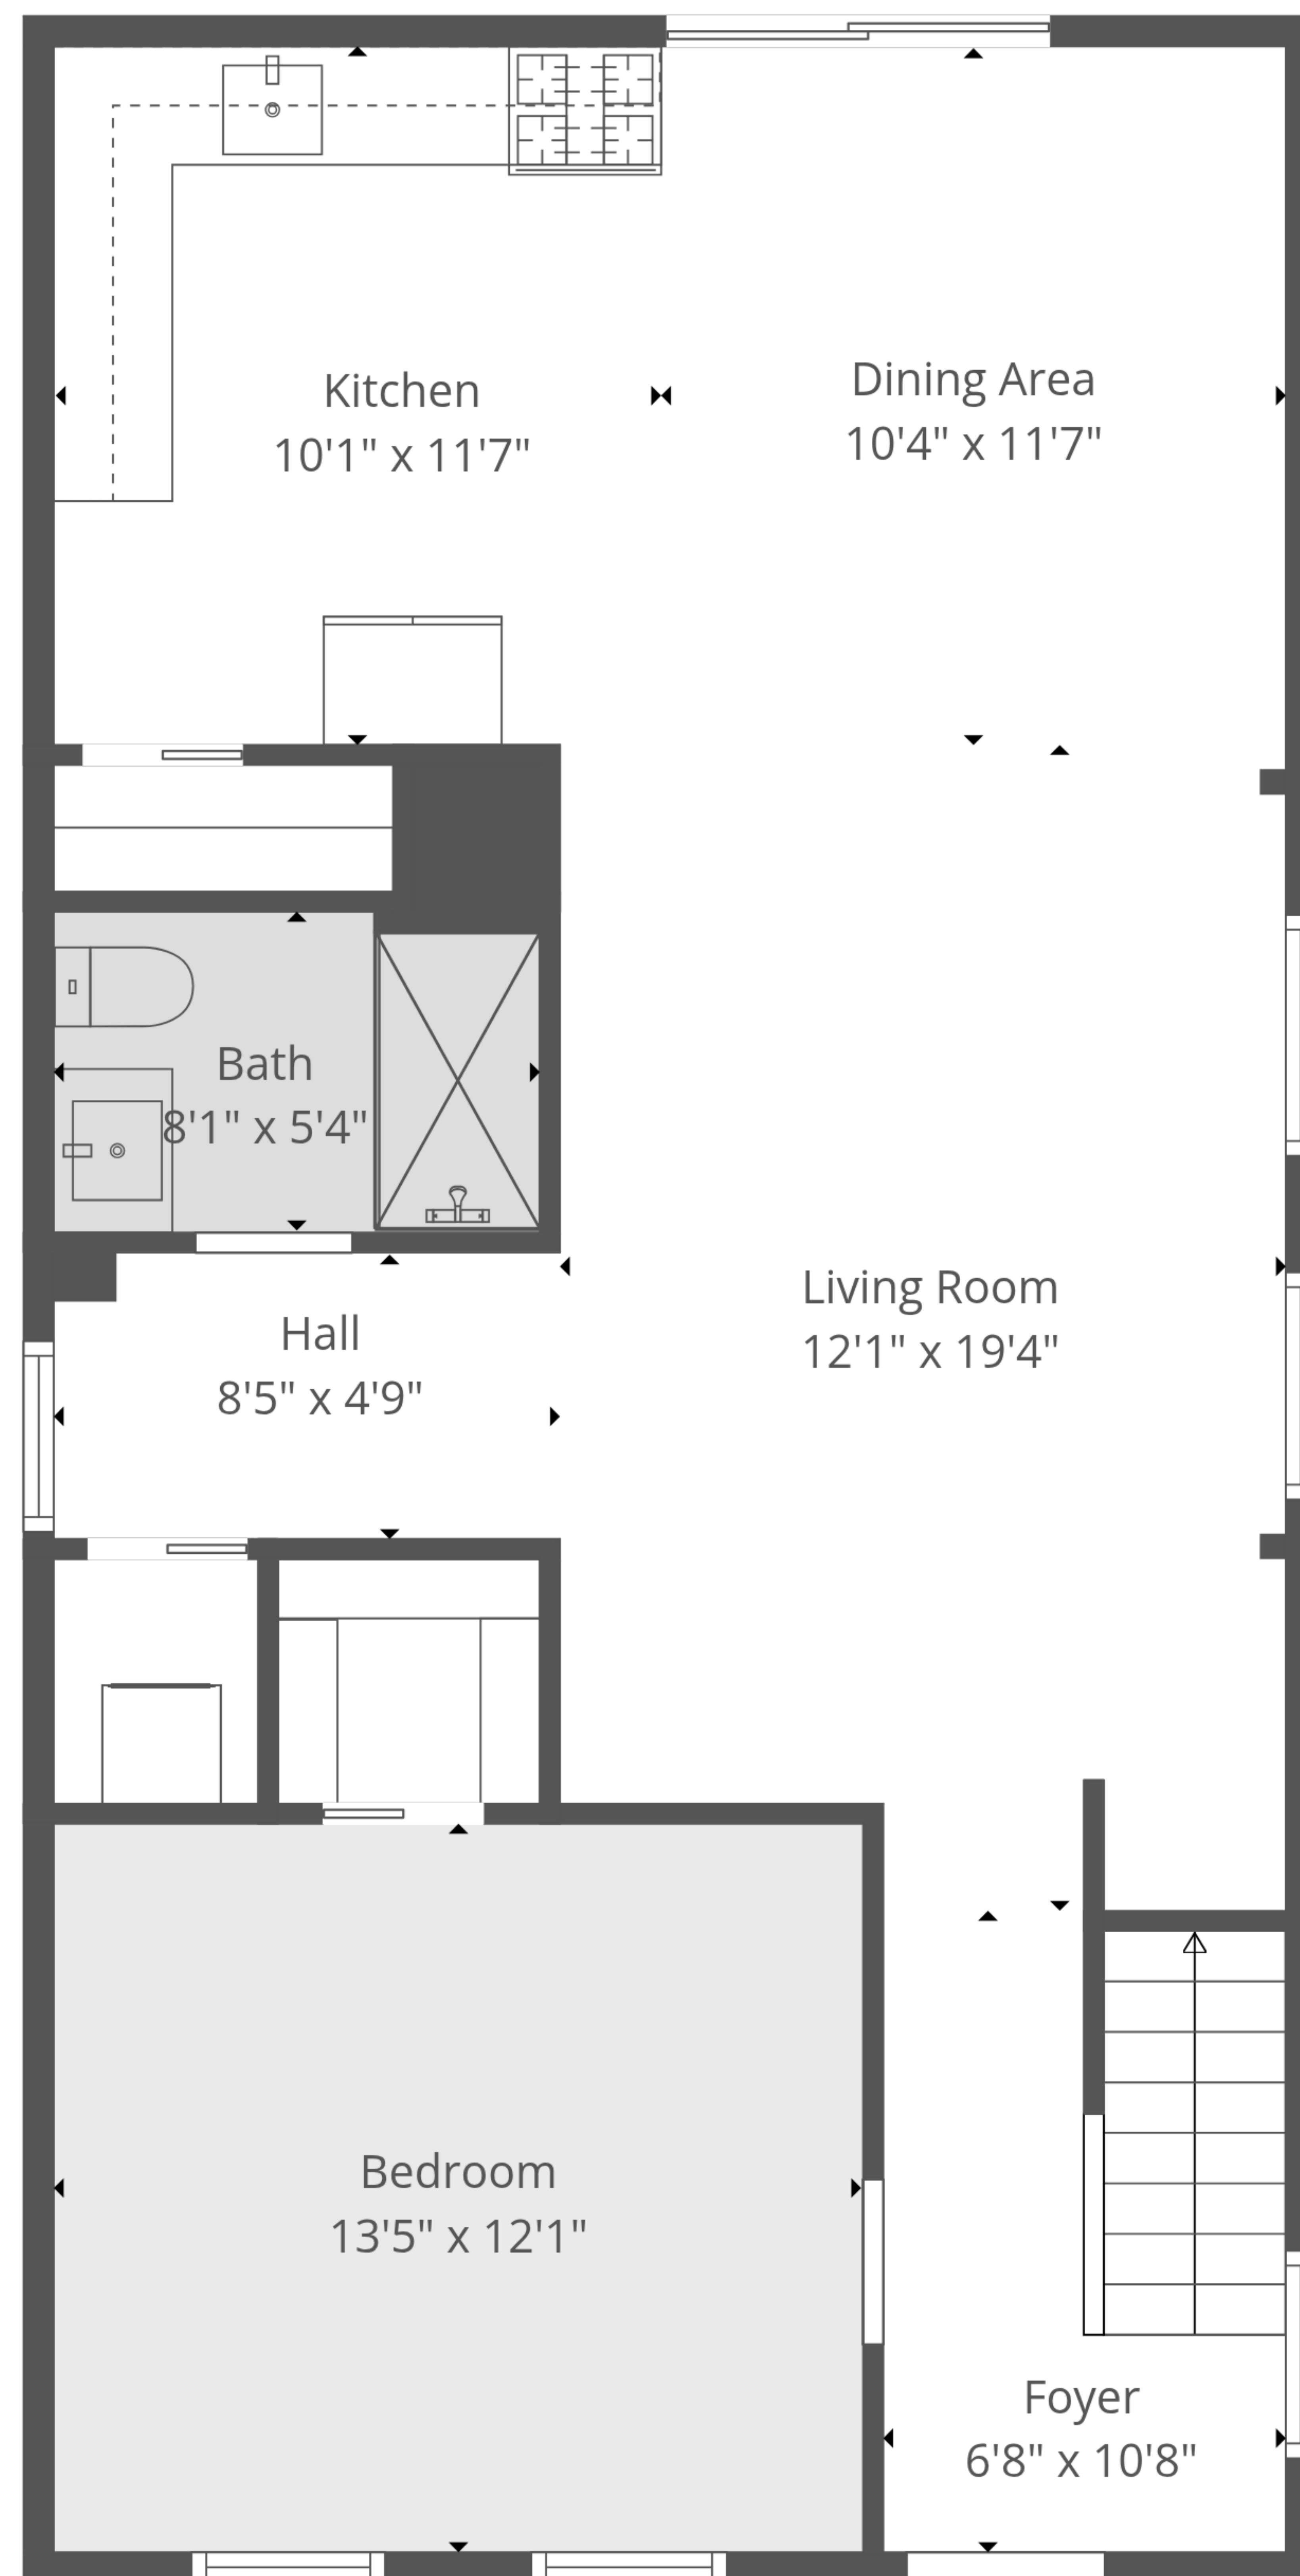 Kitchen
10'1" x 11'7"
Dining Area
10'4" x 11'7"
Bath
8'1" x 5'4"
Living Room
12'1" x 19'4"
Hall
8'5" x 4'9"
Bedroom
13'5" x 12'1"
Foyer
6'8" x 10'8"